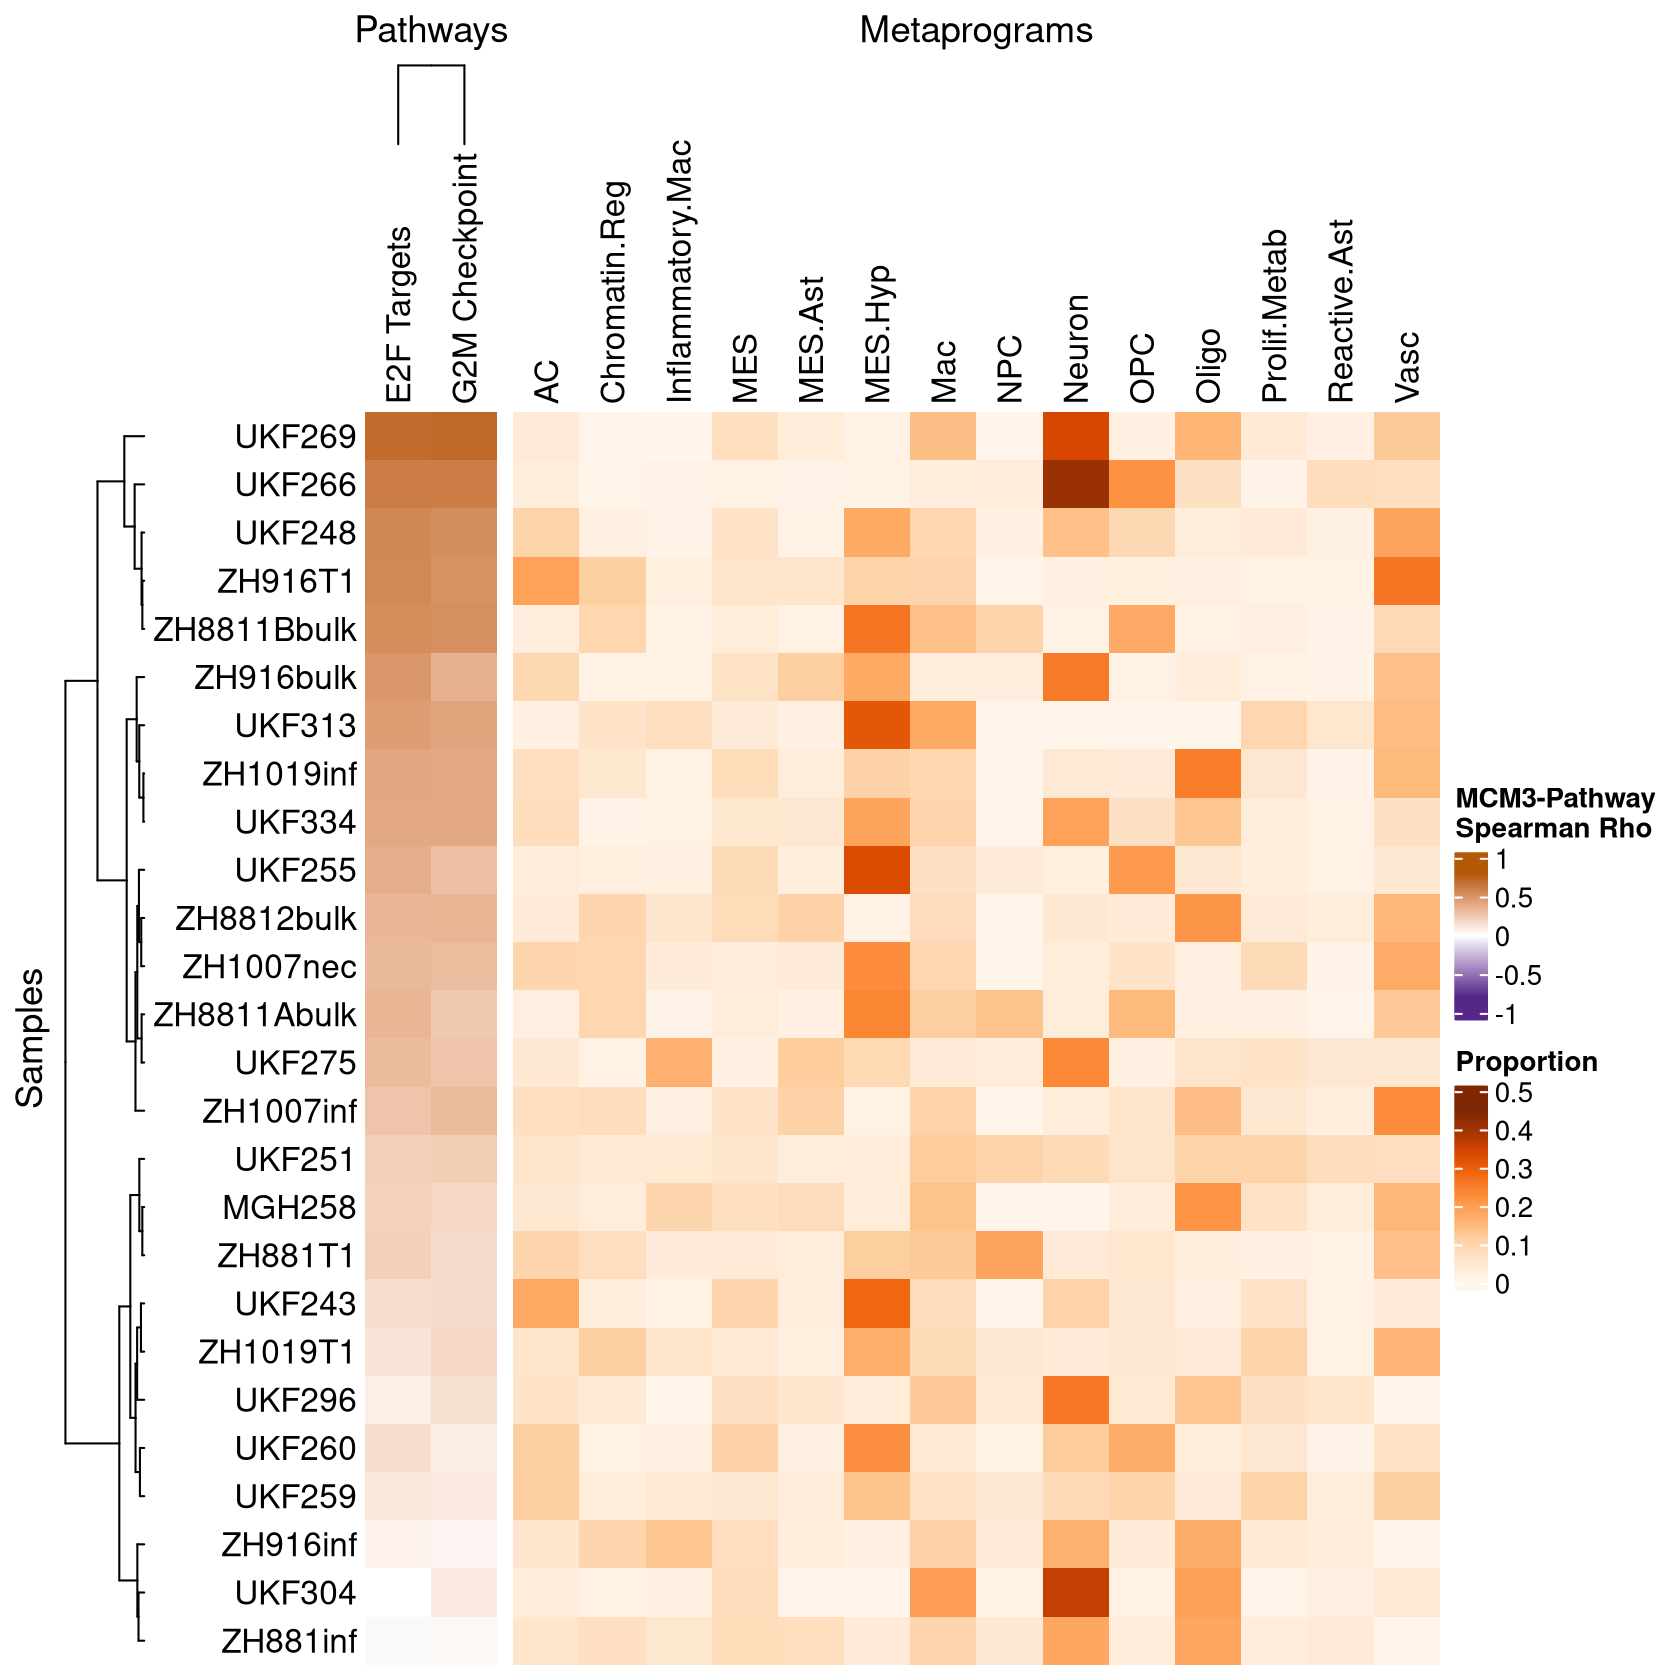 Pathways
Metaprograms
E2F Targets
G2M Checkpoint
AC
Chromatin.Reg
Inflammatory.Mac
MES
MES.Ast
MES.Hyp
Mac
NPC
Neuron
OPC
Oligo
Prolif.Metab
Reactive.Ast
Vasc
Samples
UKF269
UKF266
UKF248
ZH916T1
ZH8811Bbulk
ZH916bulk
UKF313
ZH1019inf
UKF334
UKF255
ZH8812bulk
ZH1007nec
ZH8811Abulk
UKF275
ZH1007inf
UKF251
MGH258
ZH881T1
UKF243
ZH1019T1
UKF296
UKF260
UKF259
ZH916inf
UKF304
ZH881inf
MCM3-Pathway
Spearman Rho
1
0.5
0
-0.5
-1
Proportion
0.5
0.4
0.3
0.2
0.1
0